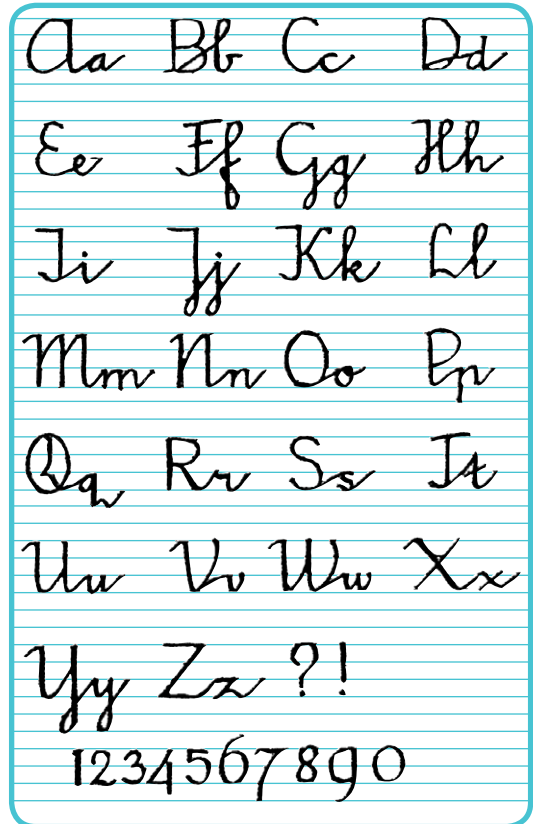 Aa Bb Cc Dd
Ee Ff Gg Hh
Ii Jj Kk Ll
Mm Nn Oo Pp
Qq Rr Ss Tt
Uu Vv Ww Xx
Yy Zz ?!
1234567890